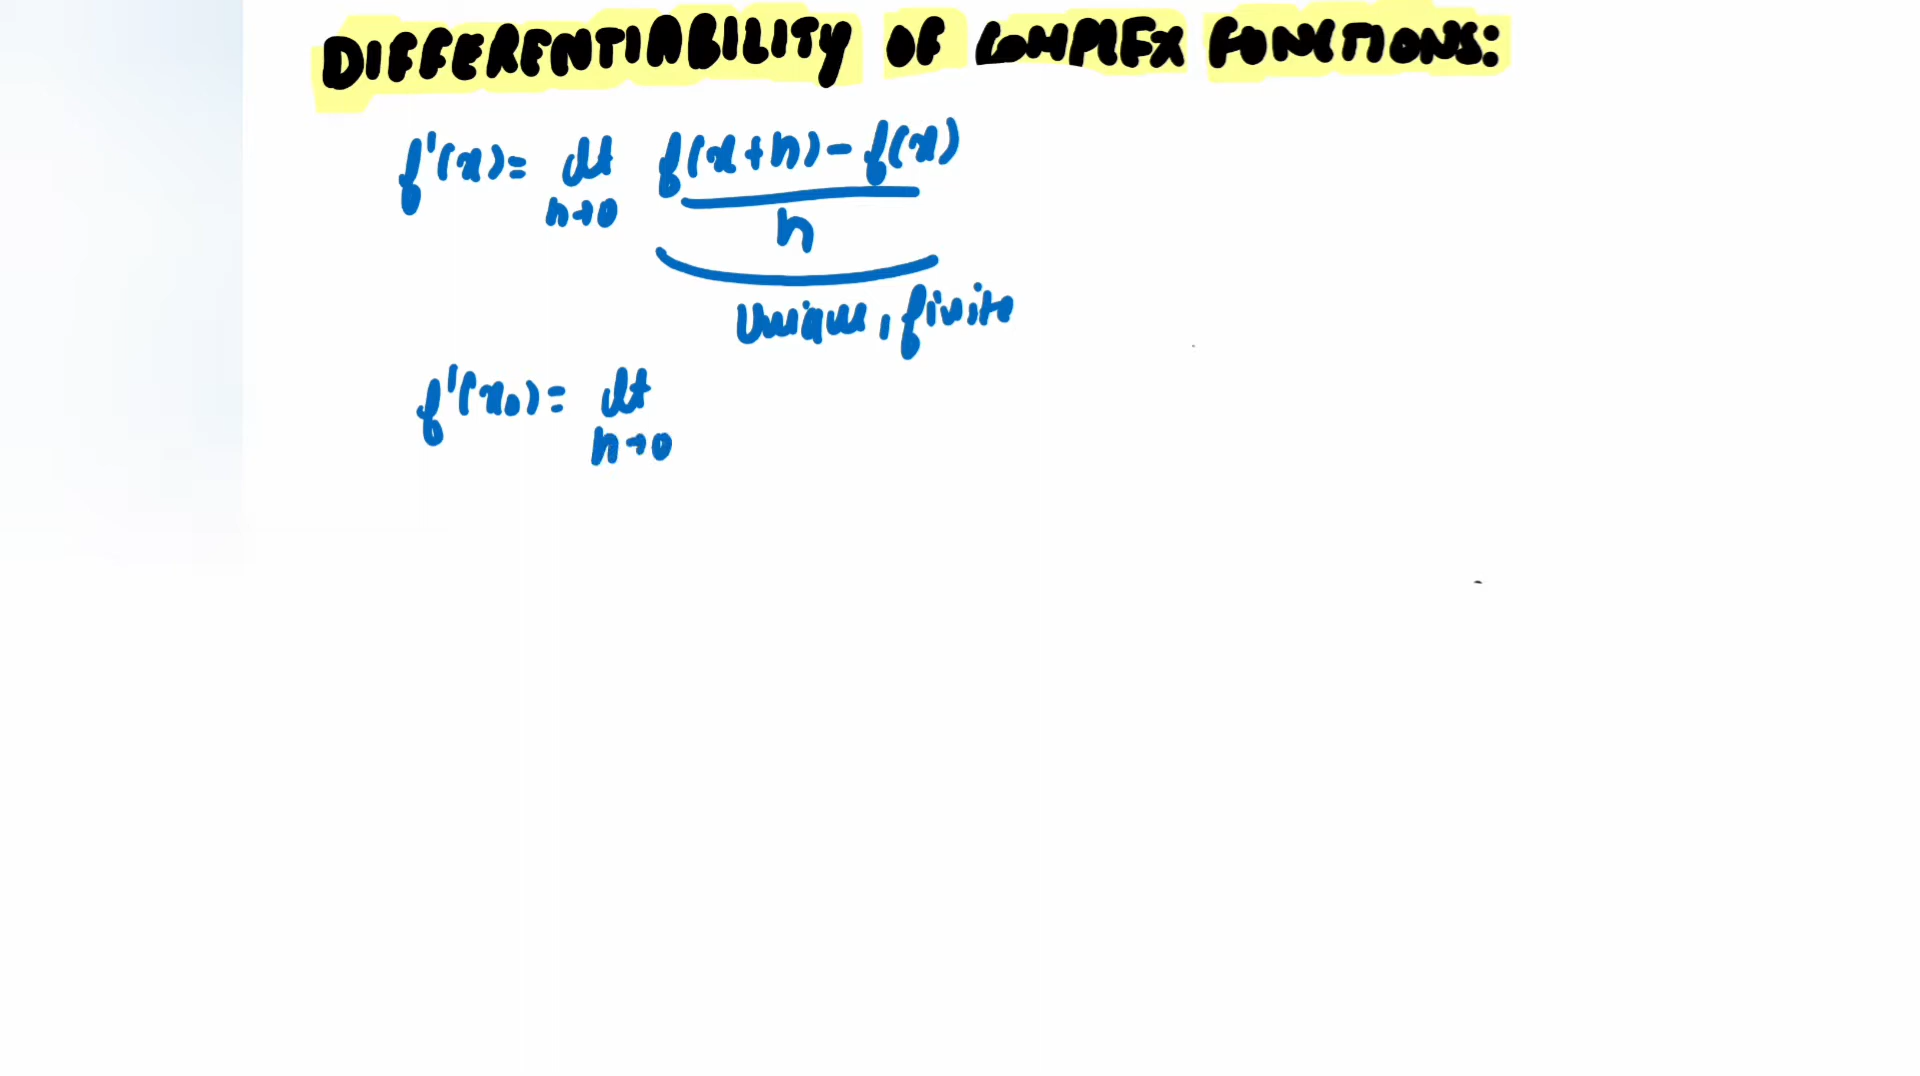 DIFFERENTIABILITY OF COMPLEX FUNCTIONS:
f'(x) = lt f(x+h) - f(x)
h→0 h
Unique, finite
f'(x₀) = lt
h→0